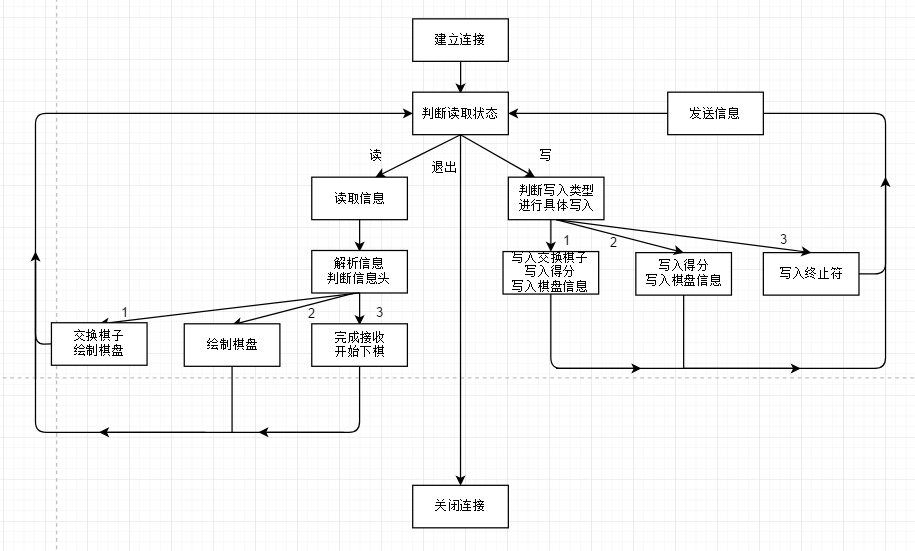 建立连接
判断读取状态
发送信息
读
退出
写
读取信息
判断写入类型
进行具体写入
1
2
3
解析信息
判断信息头
写入交换棋子
写入得分
写入棋盘信息
写入得分
写入棋盘信息
写入终止符
1
2
3
交换棋子
绘制棋盘
绘制棋盘
完成接收
开始下棋
关闭连接